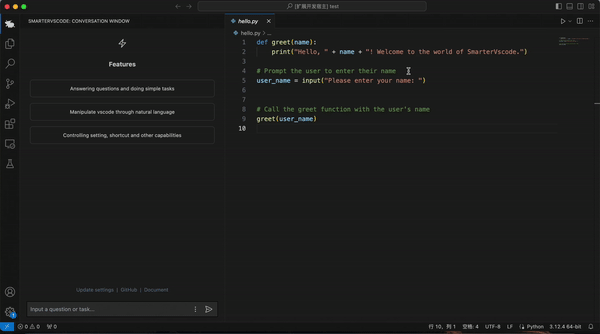 [扩展开发宿主] test
SMARTERVSCODE: CONVERSATION WINDOW
Features
Answering questions and doing simple tasks
Manipulate vscode through natural language
Controlling setting, shortcut and other capabilities
Update settings | GitHub | Document
Input a question or task...
hello.py
hello.py > ...
1 def greet(name):
2 print("Hello, " + name + "! Welcome to the world of SmarterVscode.")
3
4 # Prompt the user to enter their name
5 user_name = input("Please enter your name: ")
6
7
8 # Call the greet function with the user's name
9 greet(user_name)
10
0 0 0 行 10，列 1 空格: 4 UTF-8 LF Python 3.12.4 64-bit